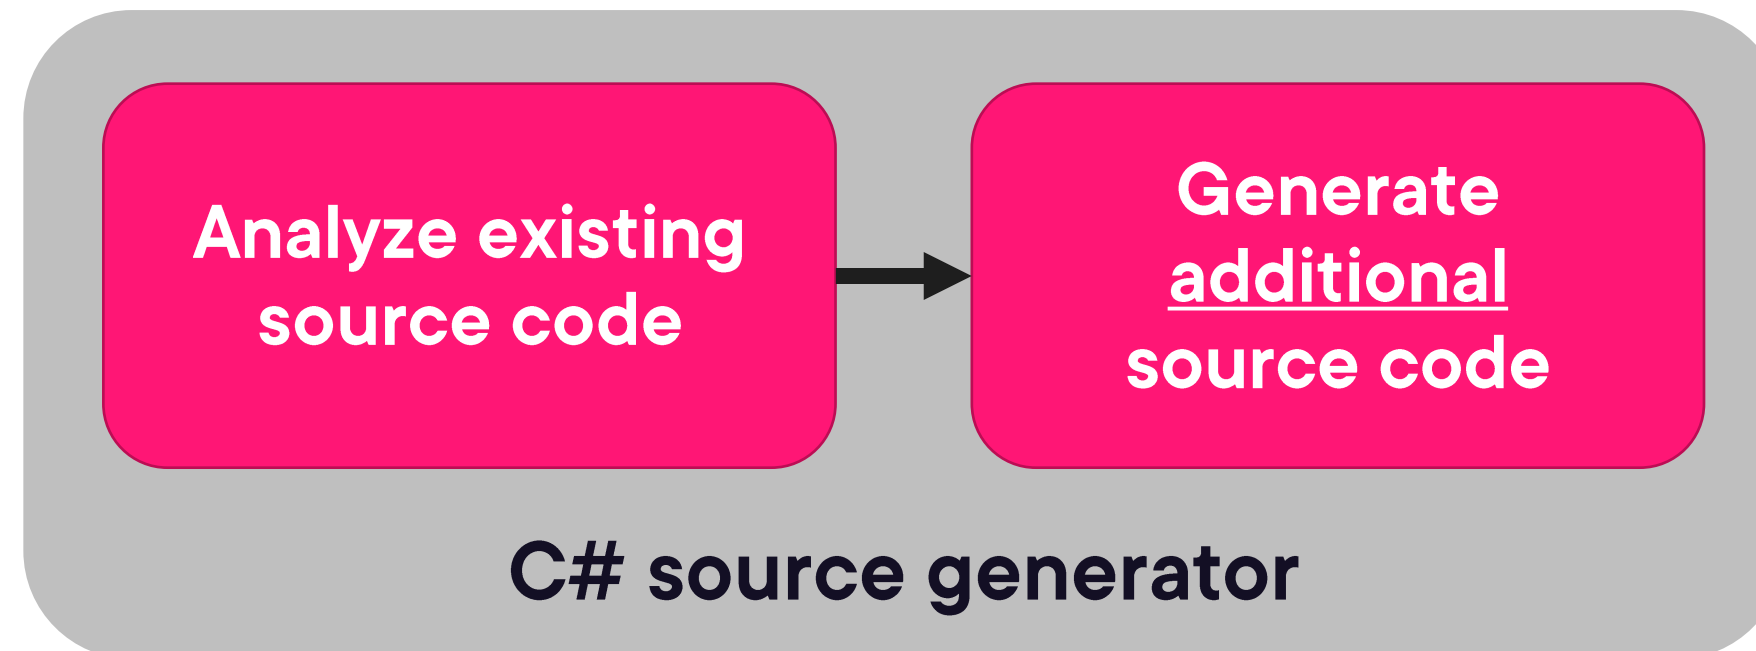 Analyze existing
source code
Generate
additional
source code
C# source generator